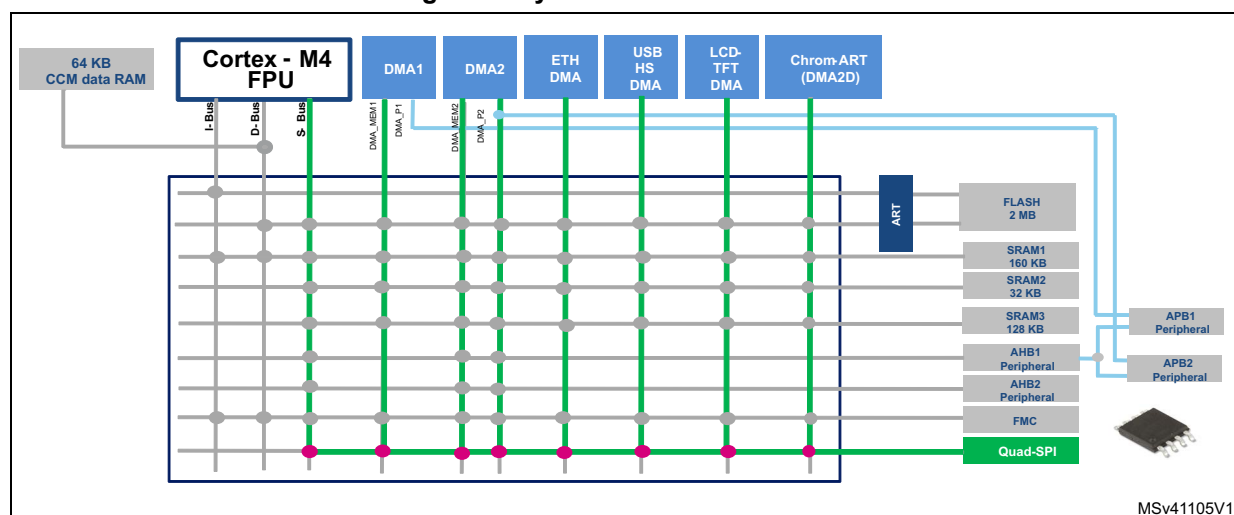 64 KB
CCM data RAM
Cortex - M4
FPU
DMA1
DMA2
ETH
DMA
USB
HS
DMA
LCD-
TFT
DMA
Chrom-ART
(DMA2D)
I- Bus
D- Bus
S- Bus
DMA_MEM1
DMA_P1
DMA_MEM2
DMA_P2
ART
FLASH
2 MB
SRAM1
160 KB
SRAM2
32 KB
SRAM3
128 KB
AHB1
Peripheral
AHB2
Peripheral
FMC
Quad-SPI
APB1
Peripheral
APB2
Peripheral
MSv41105V1